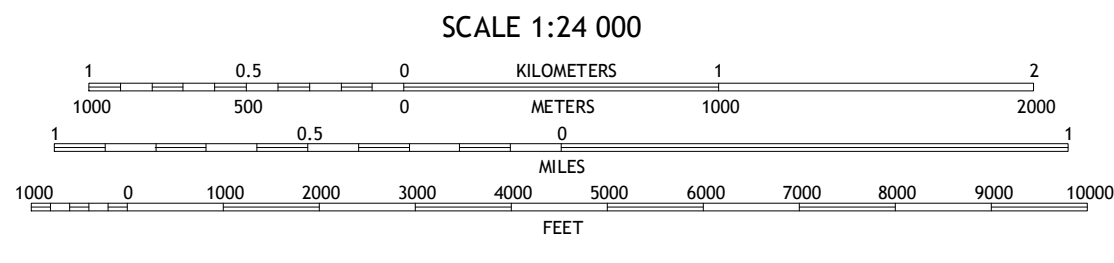 SCALE 1:24 000
1 0.5 0 KILOMETERS 1 2
1000 500 0 METERS 1000 2000
1 0.5 0 1
MILES
1000 0 1000 2000 3000 4000 5000 6000 7000 8000 9000 10000
FEET